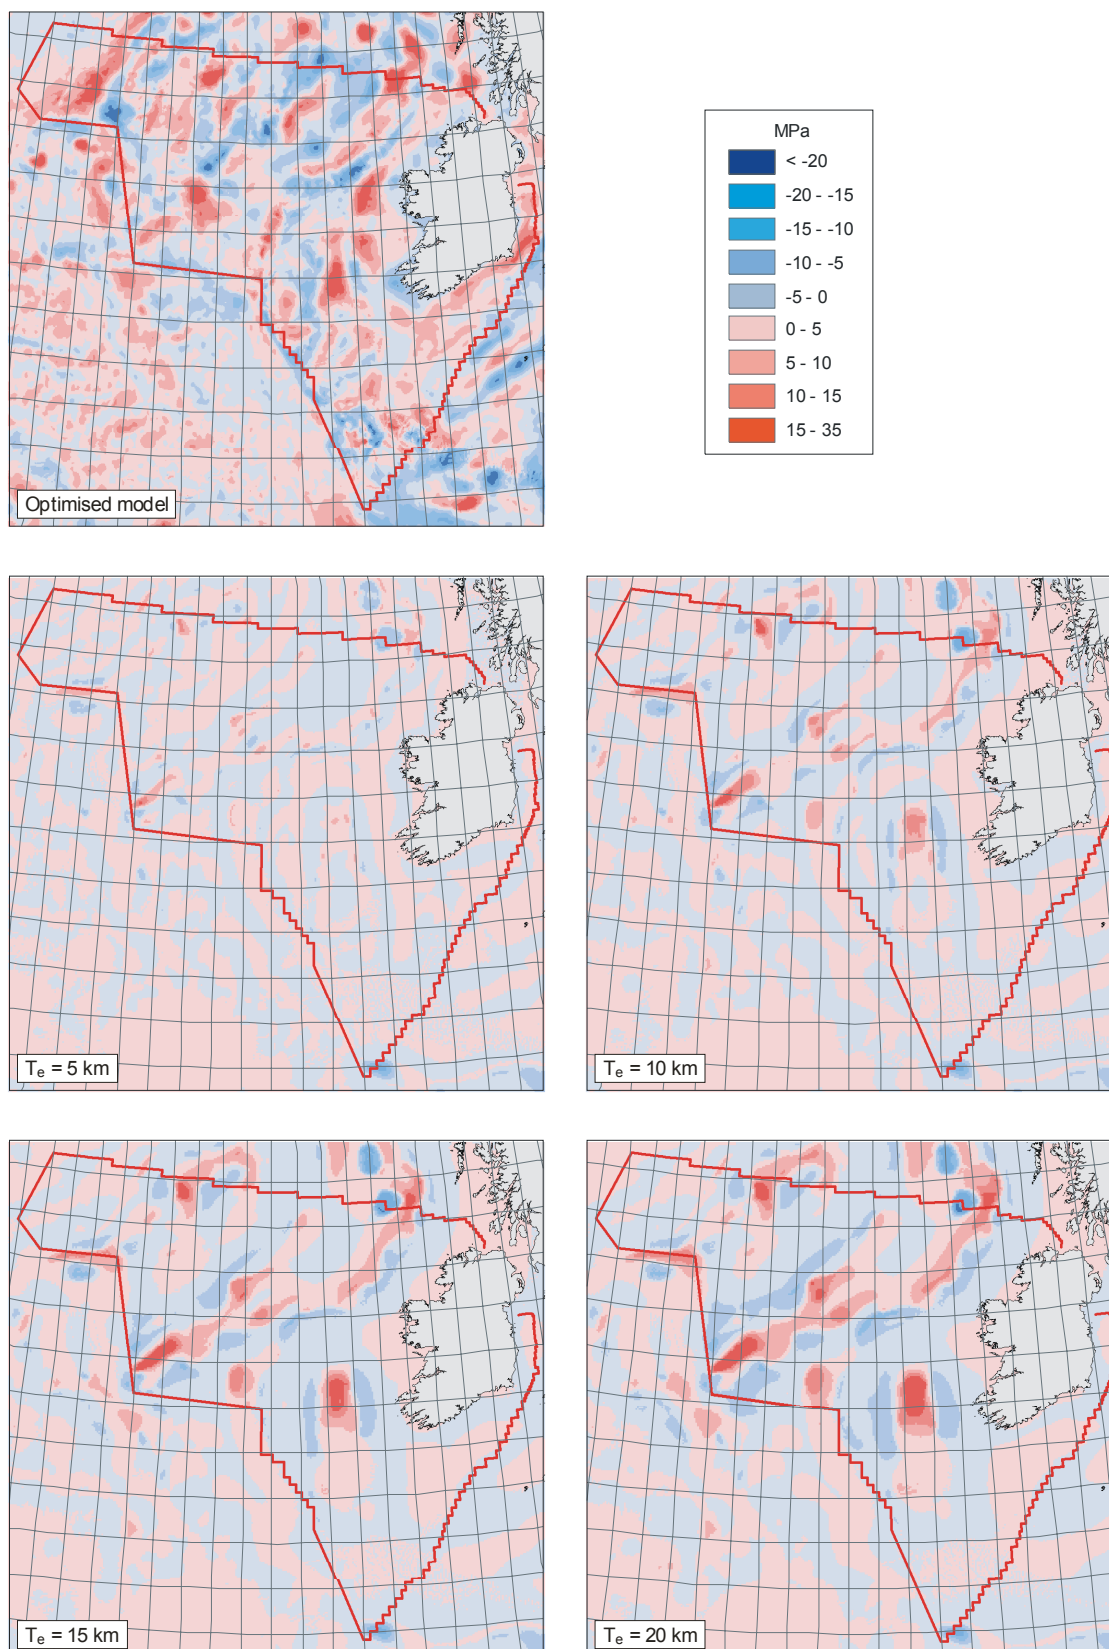 MPa
< -20
-20 - -15
-15 - -10
-10 - -5
-5 - 0
0 - 5
5 - 10
10 - 15
15 - 35
Optimised model
Te = 5 km
Te = 10 km
Te = 15 km
Te = 20 km